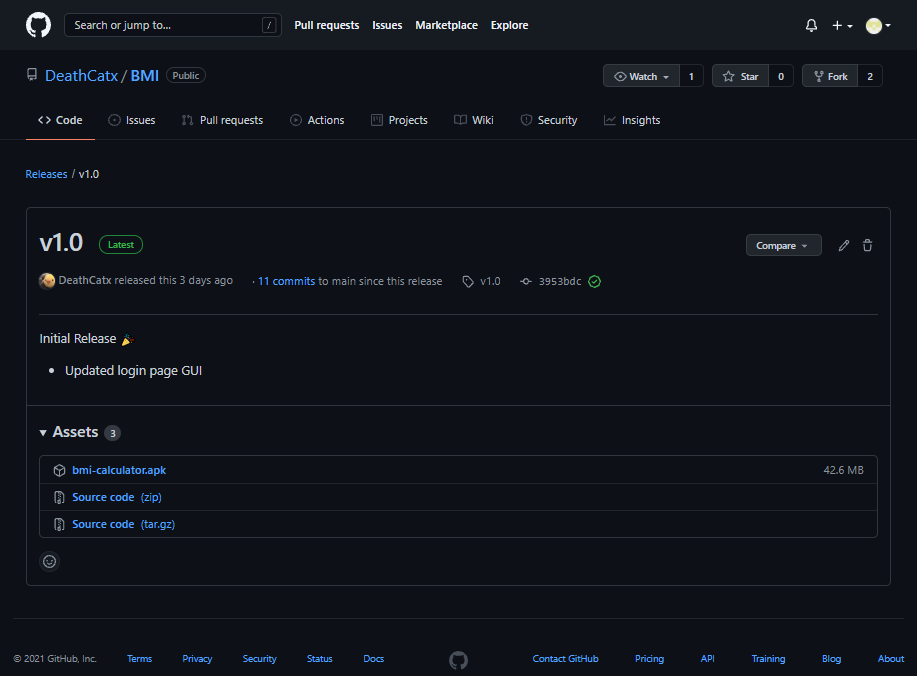 Search or jump to... /
Pull requests Issues Marketplace Explore
DeathCatx / BMI Public
Watch 1 Star 0 Fork 2
Code Issues Pull requests Actions Projects Wiki Security Insights
Releases / v1.0
v1.0 Latest
Compare
DeathCatx released this 3 days ago · 11 commits to main since this release v1.0 3953bdc
Initial Release 🎉
• Updated login page GUI
Assets 3
bmi-calculator.apk 42.6 MB
Source code (zip)
Source code (tar.gz)
© 2021 GitHub, Inc. Terms Privacy Security Status Docs Contact GitHub Pricing API Training Blog About